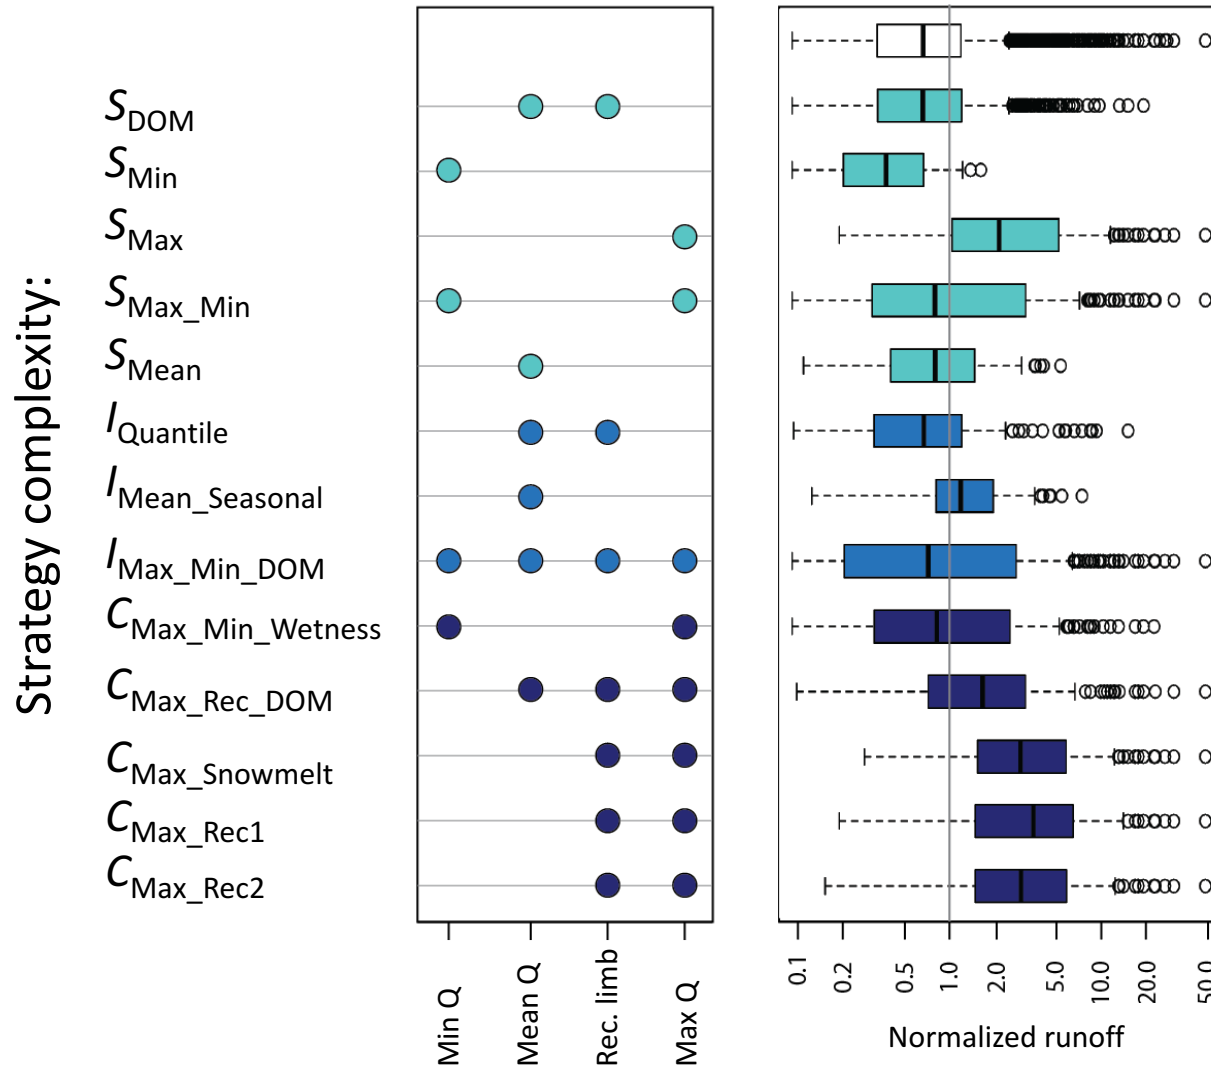 Strategy complexity:
S_DOM
S_Min
S_Max
S_Max_Min
S_Mean
I_Quantile
I_Mean_Seasonal
I_Max_Min_DOM
C_Max_Min_Wetness
C_Max_Rec_DOM
C_Max_Snowmelt
C_Max_Rec1
C_Max_Rec2
Min Q
Mean Q
Rec. limb
Max Q
0.1
0.2
0.5
1.0
2.0
5.0
10.0
20.0
50.0
Normalized runoff